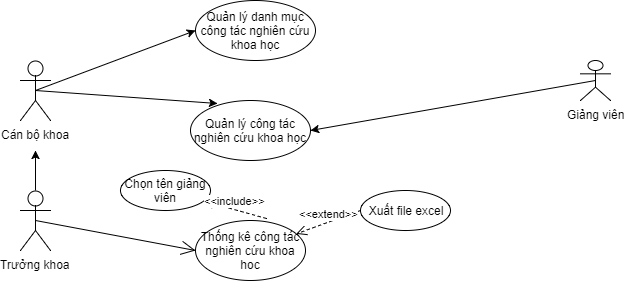 Quản lý danh mục
công tác nghiên cứu
khoa học
Cán bộ khoa
Giảng viên
Quản lý công tác
nghiên cứu khoa học
Chọn tên giảng
viên
<<include>>
<<extend>>
Xuất file excel
Trưởng khoa
Thống kê công tác
nghiên cứu khoa
học